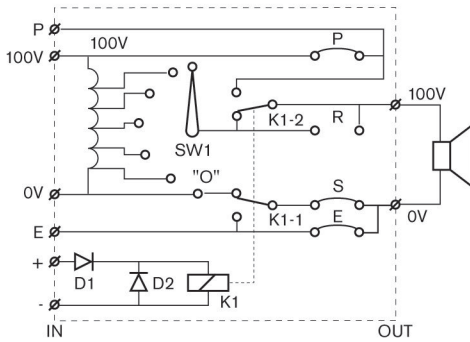 P
100V
100V
P
100V
K1-2
R
SW1
0V
"O"
S
0V
K1-1
E
E
+
D1
D2
K1
-
IN
OUT